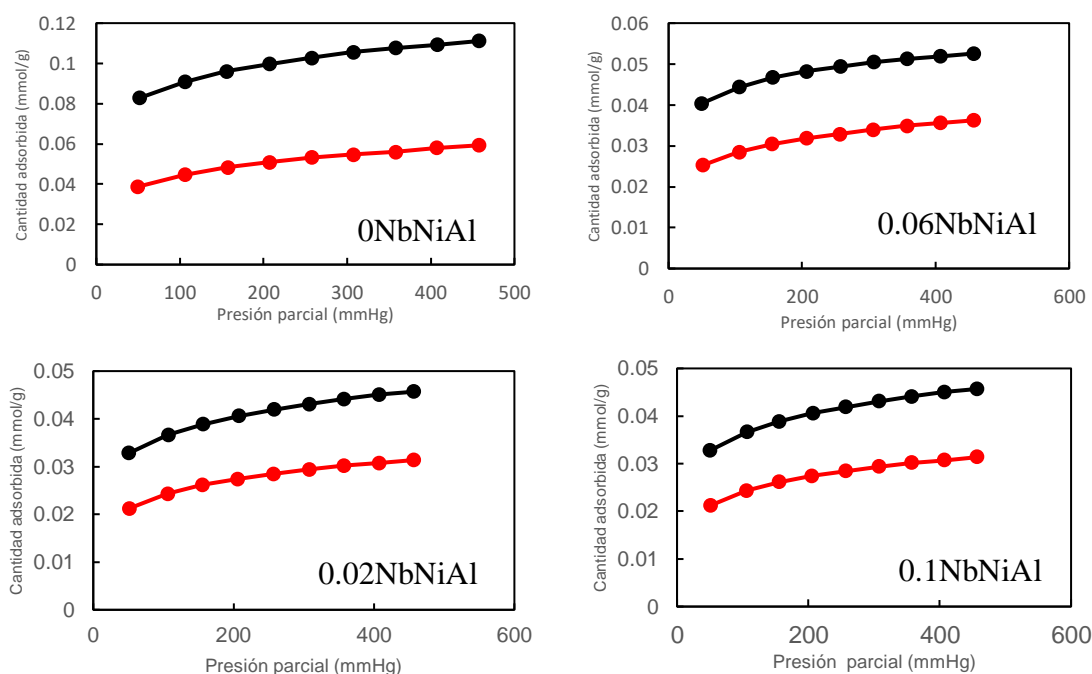 Cantidad adsorbida (mmol/g)
0.12
0.1
0.08
0.06
0.04
0.02
0
0NbNiAl
0 100 200 300 400 500
Presión parcial (mmHg)
Cantidad adsorbida (mmol/g)
0.06
0.05
0.04
0.03
0.02
0.01
0
0.06NbNiAl
0 200 400 600
Presión parcial (mmHg)
Cantidad adsorbida (mmol/g)
0.05
0.04
0.03
0.02
0.01
0
0.02NbNiAl
0 200 400 600
Presión parcial (mmHg)
Cantidad adsorbida (mmol/g)
0.05
0.04
0.03
0.02
0.01
0
0.1NbNiAl
0 200 400 600
Presión parcial (mmHg)